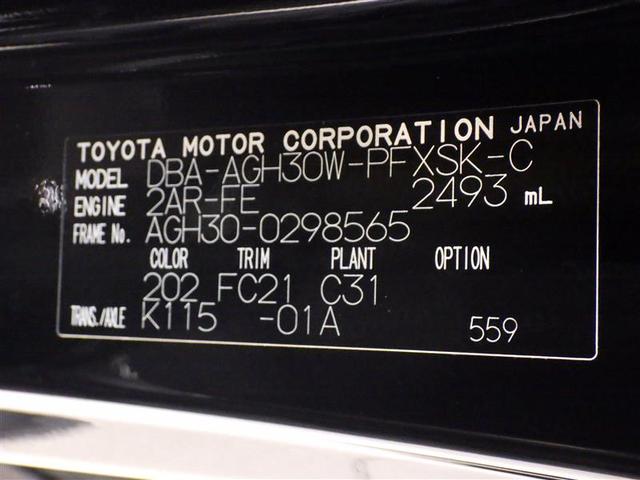 TOYOTA MOTOR CORPORATION JAPAN
MODEL DBA-AGH30W-PFXSK-C
ENGINE 2AR-FE 2493 mL
FRAME No. AGH30-0298565
COLOR TRIM PLANT OPTION
202 FC21 C31
TRANS./AXLE K115 -01A 559